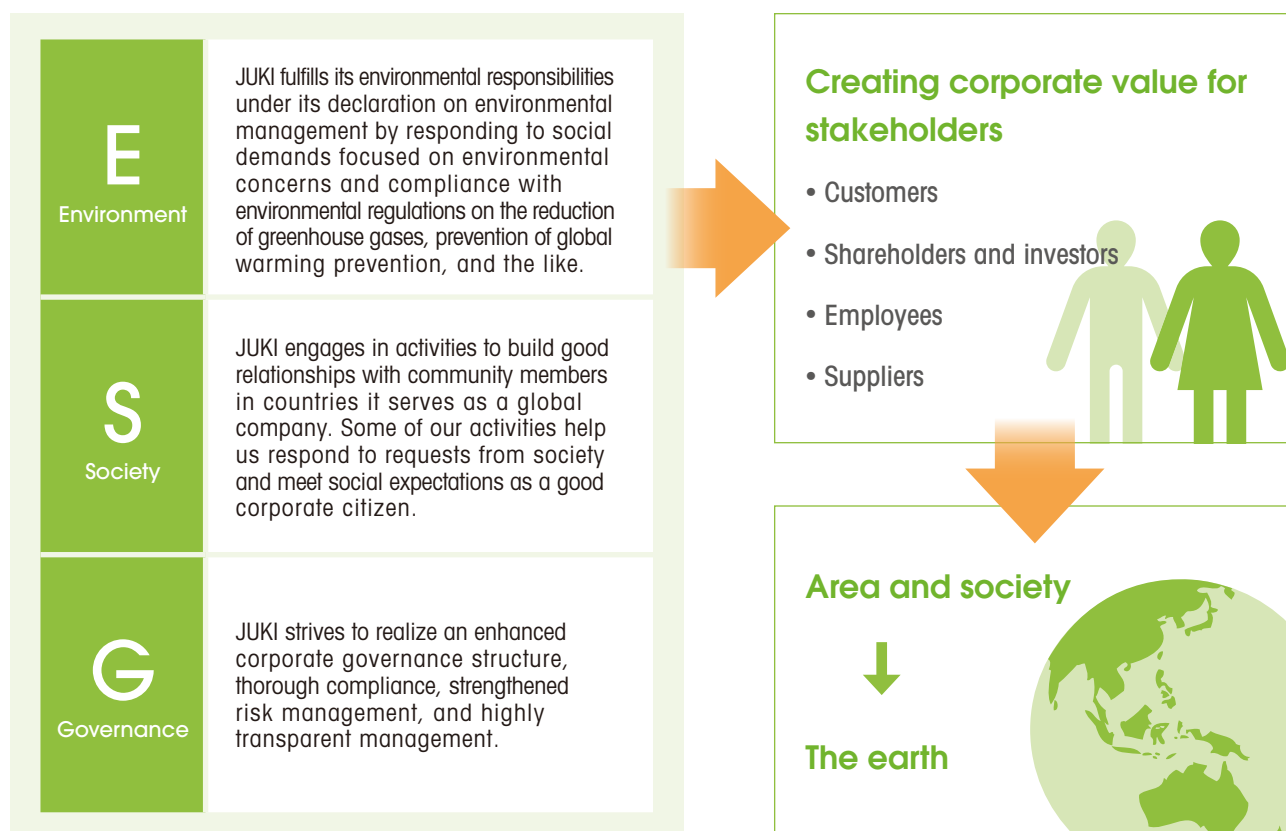 E
Environment
JUKI fulfills its environmental responsibilities
under its declaration on environmental
management by responding to social
demands focused on environmental
concerns and compliance with
environmental regulations on the reduction
of greenhouse gases, prevention of global
warming prevention, and the like.
S
Society
JUKI engages in activities to build good
relationships with community members
in countries it serves as a global
company. Some of our activities help
us respond to requests from society
and meet social expectations as a good
corporate citizen.
G
Governance
JUKI strives to realize an enhanced
corporate governance structure,
thorough compliance, strengthened
risk management, and highly
transparent management.
Creating corporate value for
stakeholders
• Customers
• Shareholders and investors
• Employees
• Suppliers
Area and society
The earth